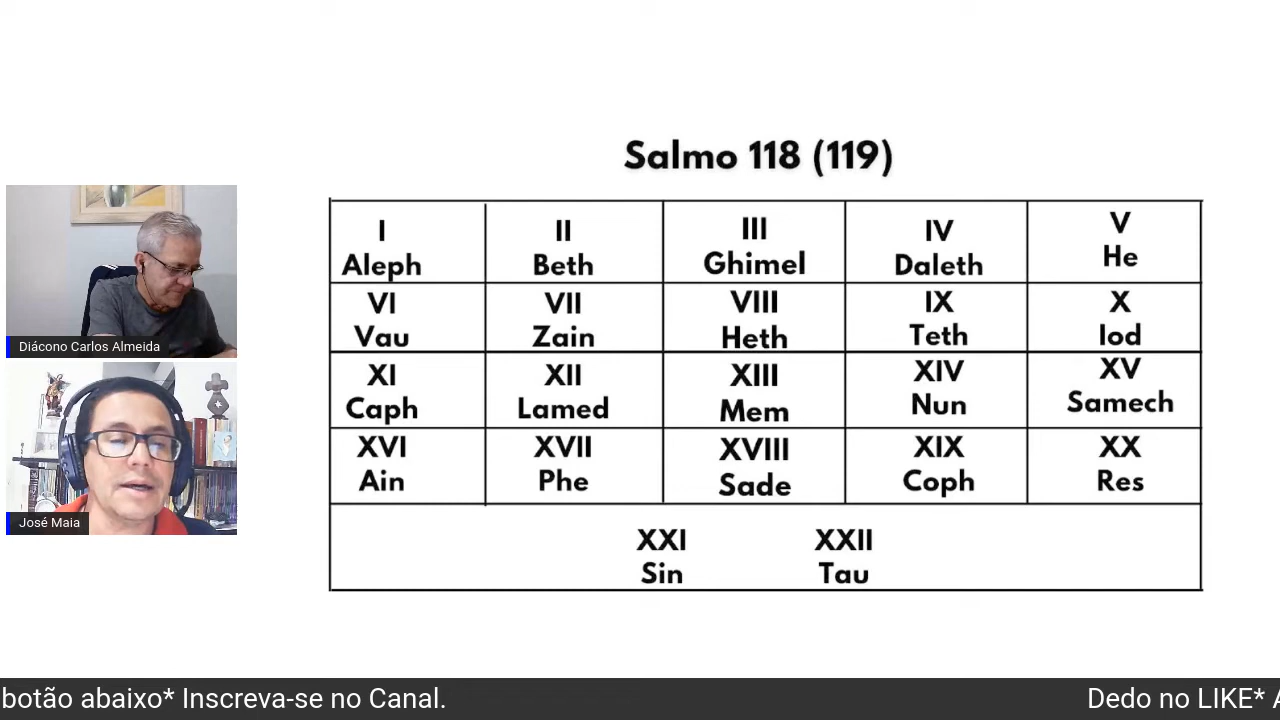 Salmo 118 (119)
I II III IV V
Aleph Beth Ghimel Daleth He
VI VII VIII IX X
Vau Zain Heth Teth Iod
XI XII XIII XIV XV
Caph Lamed Mem Nun Samech
XVI XVII XVIII XIX XX
Ain Phe Sade Coph Res
XXI XXII
Sin Tau
Diácono Carlos Almeida
José Maia
botão abaixo* Inscreva-se no Canal. Dedo no LIKE*